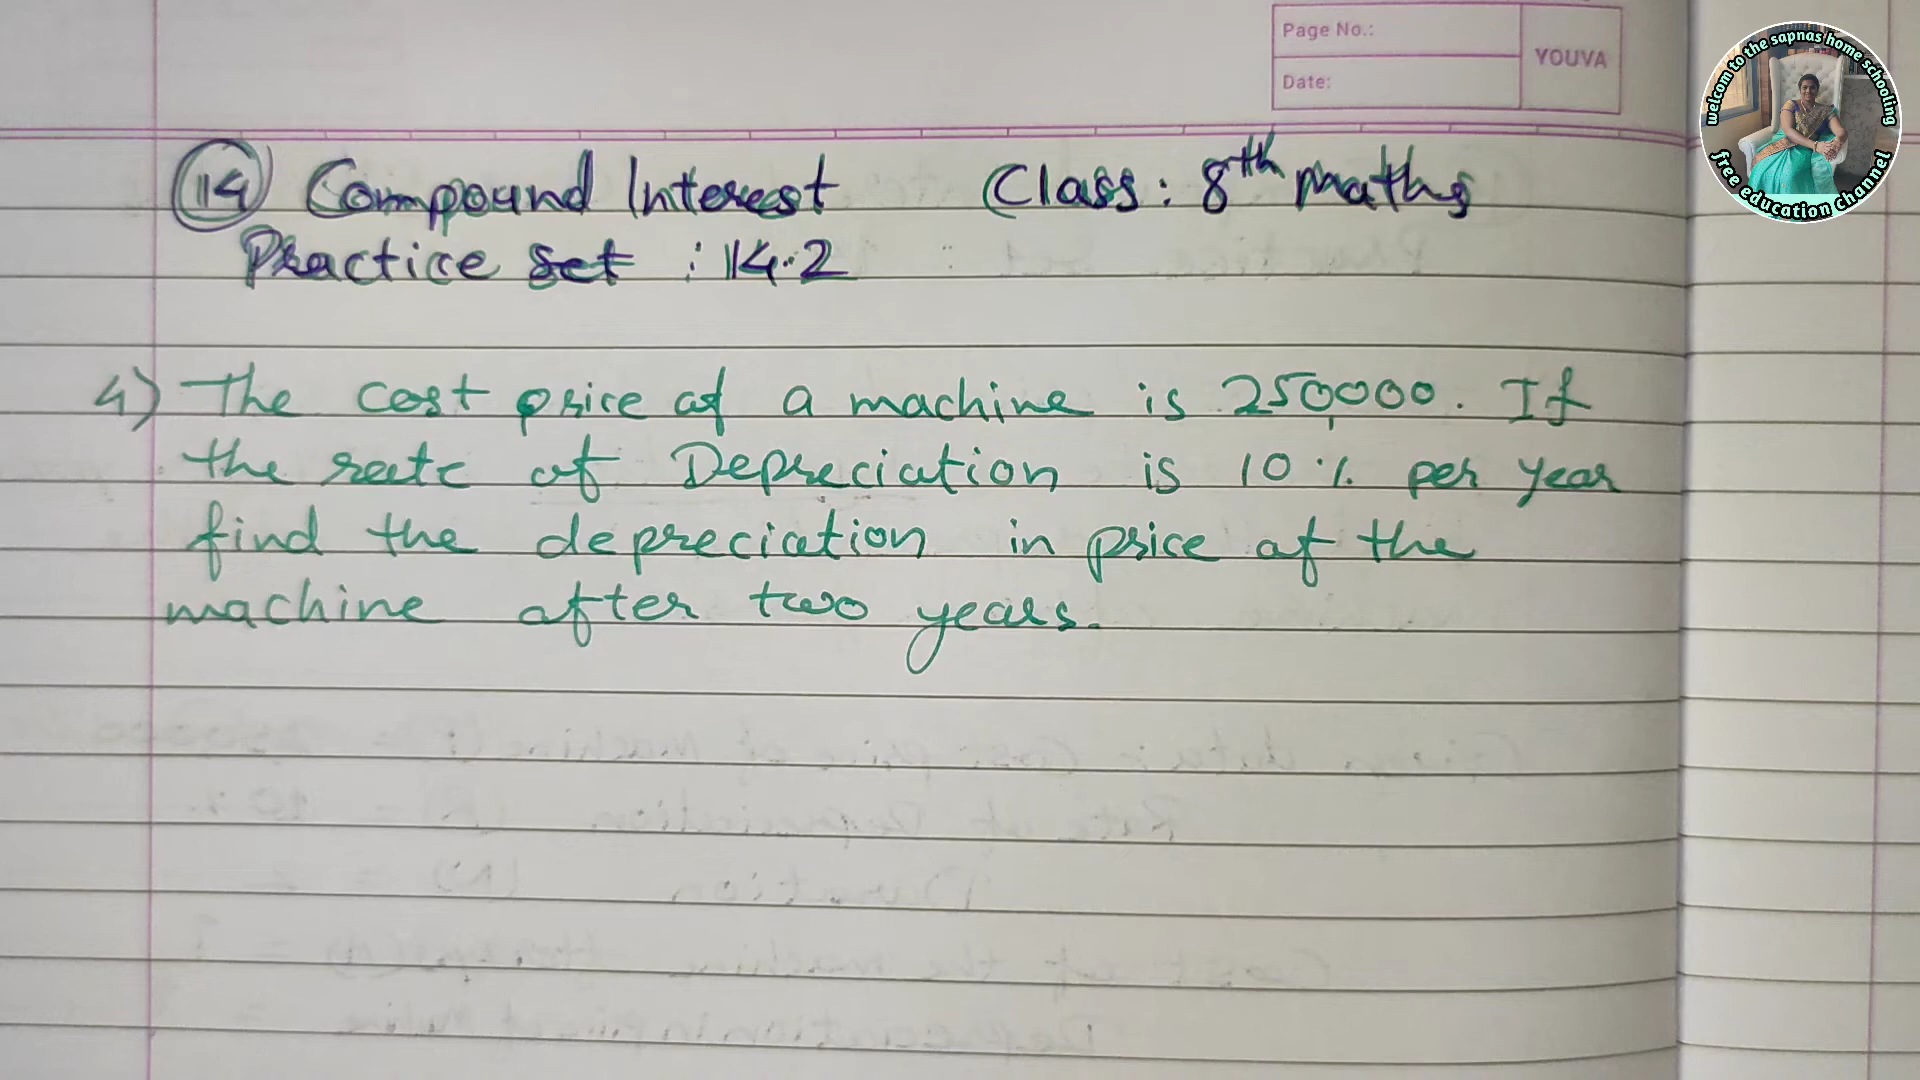 Page No.:
YOUVA
Date:
welcom to the sapnas home schooling
free education channel
14 Compound Interest Class: 8th maths
Practice set : 14.2
4) The cost price of a machine is 250000. If
the rate of Depreciation is 10 % per year
find the depreciation in price of the
machine after two years.